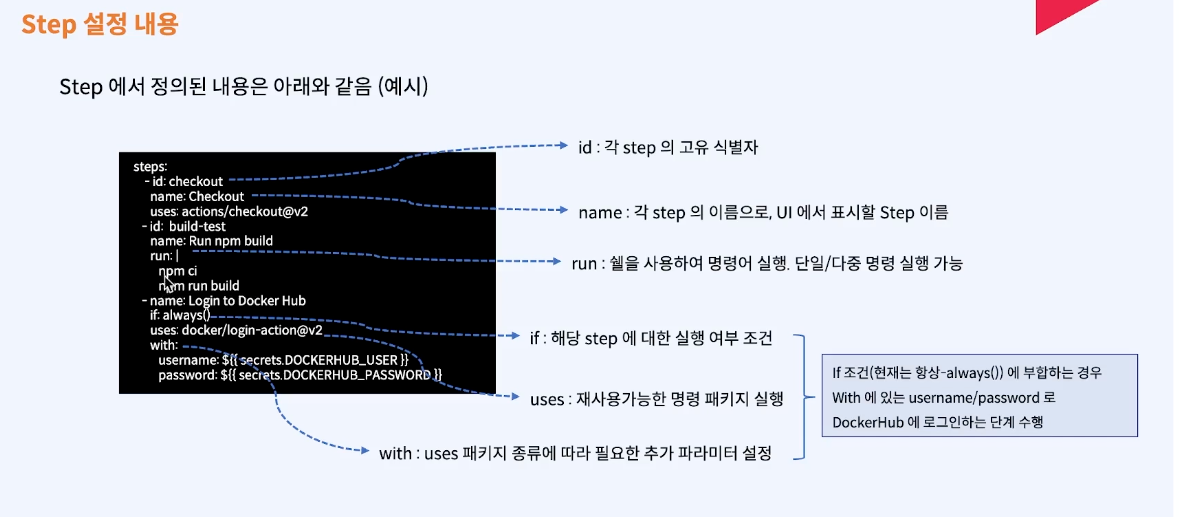 Step 설정 내용
Step 에서 정의된 내용은 아래와 같음 (예시)
steps:
- id: checkout
name: Checkout
uses: actions/checkout@v2
- id: build-test
name: Run npm build
run: |
npm ci
npm run build
- name: Login to Docker Hub
if: always()
uses: docker/login-action@v2
with:
username: ${{ secrets.DOCKERHUB_USER }}
password: ${{ secrets.DOCKERHUB_PASSWORD }}
id : 각 step 의 고유 식별자
name : 각 step 의 이름으로, UI 에서 표시할 Step 이름
run : 쉘을 사용하여 명령어 실행. 단일/다중 명령 실행 가능
if : 해당 step 에 대한 실행 여부 조건
uses : 재사용가능한 명령 패키지 실행
with : uses 패키지 종류에 따라 필요한 추가 파라미터 설정
If 조건(현재는 항상-always()) 에 부합하는 경우
With 에 있는 username/password 로
DockerHub 에 로그인하는 단계 수행